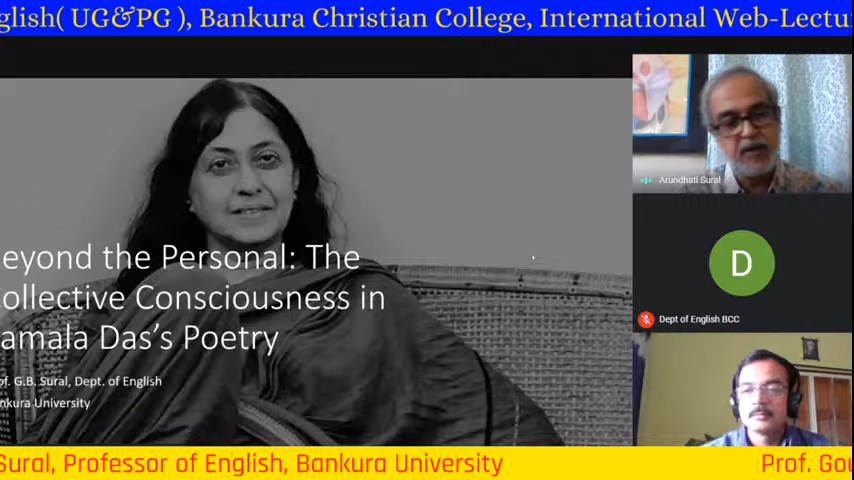 glish( UG&PG ), Bankura Christian College, International Web-Lectu
Arundhati Sural
eyond the Personal: The
ollective Consciousness in
amala Das's Poetry
of. G.B. Sural, Dept. of English
nkura University
D
Dept of English BCC
Sural, Professor of English, Bankura University
Prof. Gou